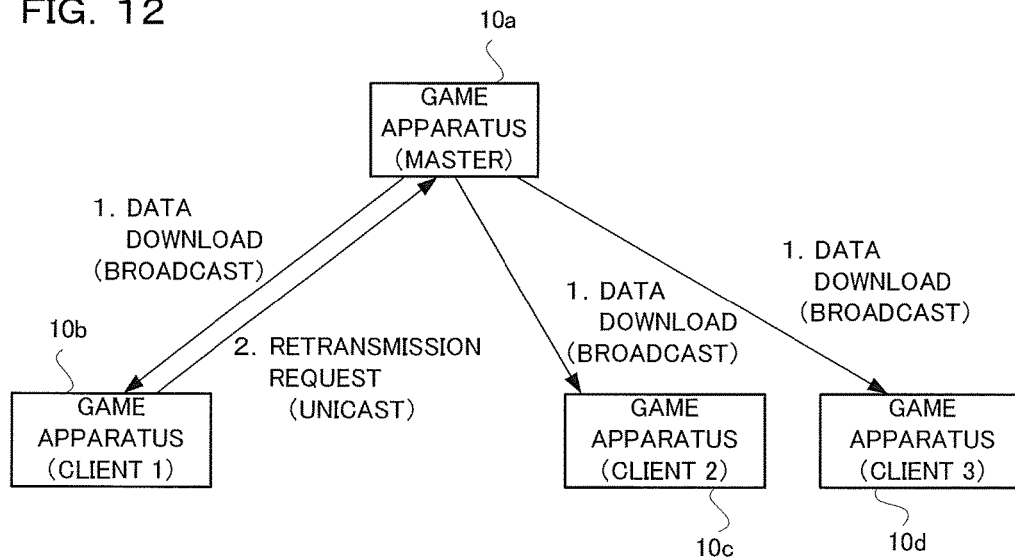 FIG. 12
10a
GAME
APPARATUS
(MASTER)
1. DATA
DOWNLOAD
(BROADCAST)
1. DATA
DOWNLOAD
(BROADCAST)
1. DATA
DOWNLOAD
(BROADCAST)
10b
2. RETRANSMISSION
REQUEST
(UNICAST)
GAME
APPARATUS
(CLIENT 1)
GAME
APPARATUS
(CLIENT 2)
GAME
APPARATUS
(CLIENT 3)
10c
10d